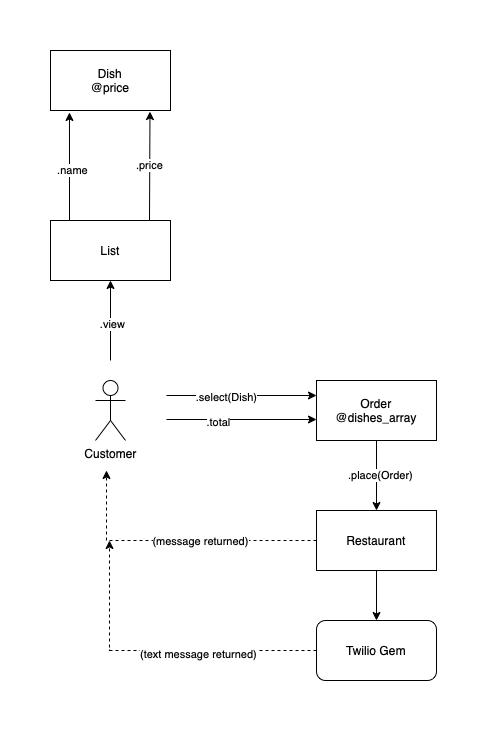 Dish
@price
.name
.price
List
.view
.select(Dish)
.total
Order
@dishes_array
Customer
.place(Order)
(message returned)
Restaurant
(text message returned)
Twilio Gem